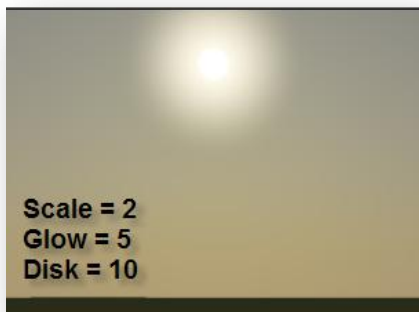 Scale = 2
Glow = 5
Disk = 10